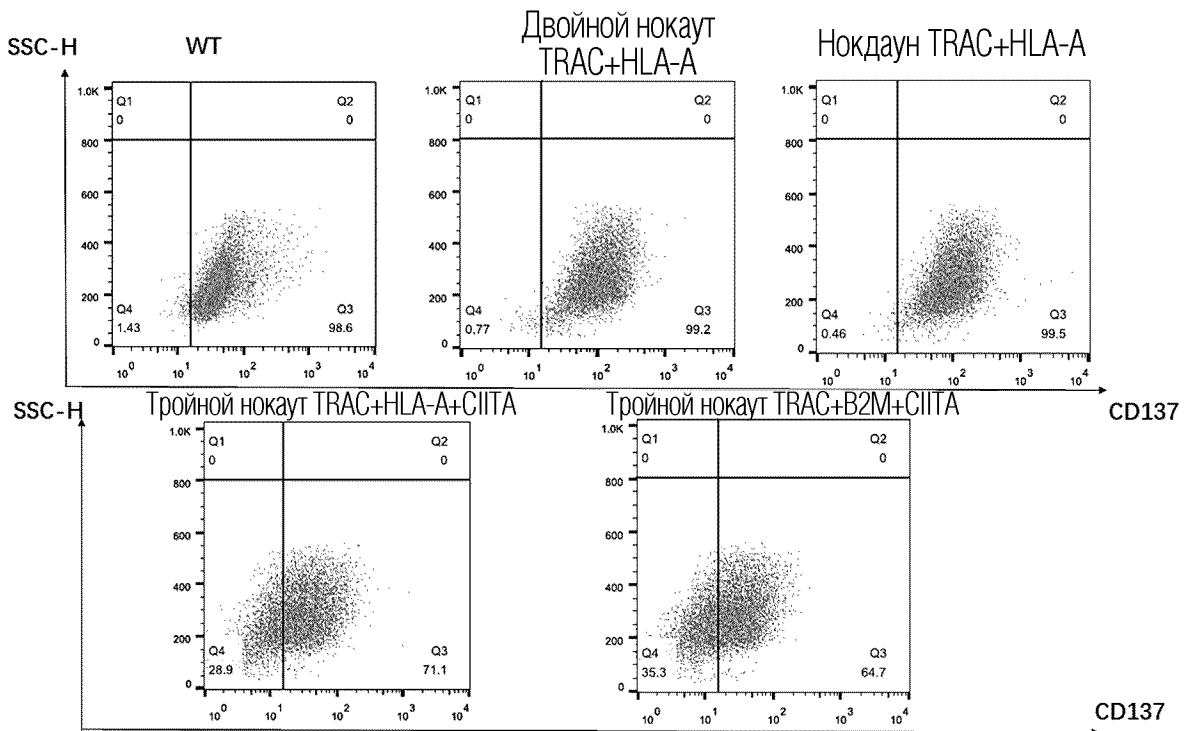 SSC-H
WT
Двойной нокаут
TRAC+HLA-A
Нокдаун TRAC+HLA-A
1.0K
800
600
400
200
0
Q1
0
Q2
0
Q4
1.43
Q3
98.6
10^0
10^1
10^2
10^3
10^4
1.0K
800
600
400
200
0
Q1
0
Q2
0
Q4
0.77
Q3
99.2
10^0
10^1
10^2
10^3
10^4
1.0K
800
600
400
200
0
Q1
0
Q2
0
Q4
0.46
Q3
99.5
10^0
10^1
10^2
10^3
10^4
CD137
SSC-H
Тройной нокаут TRAC+HLA-A+CIITA
Тройной нокаут TRAC+B2M+CIITA
1.0K
800
600
400
200
0
Q1
0
Q2
0
Q4
28.9
Q3
71.1
10^0
10^1
10^2
10^3
10^4
1.0K
800
600
400
200
0
Q1
0
Q2
0
Q4
35.3
Q3
64.7
10^0
10^1
10^2
10^3
10^4
CD137